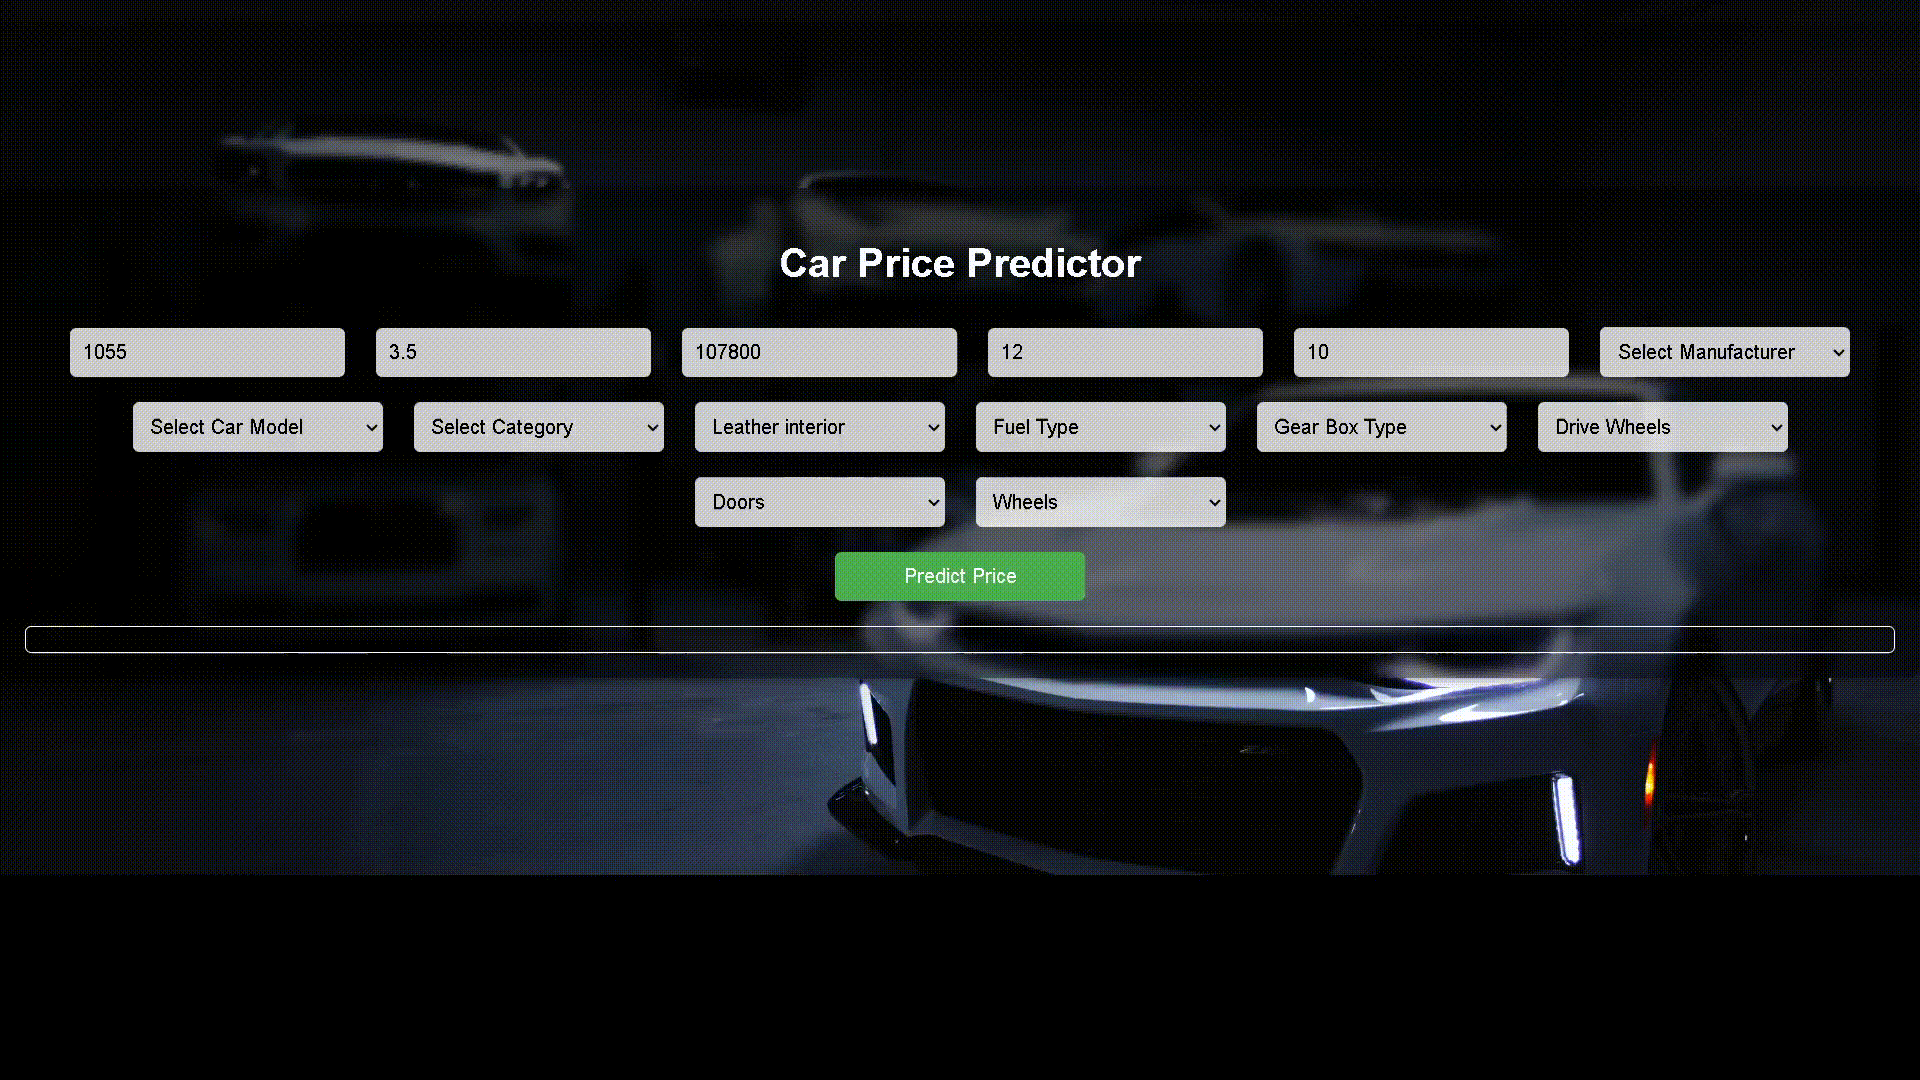 Car Price Predictor
1055 3.5 107800 12 10 Select Manufacturer
Select Car Model Select Category Leather interior Fuel Type Gear Box Type Drive Wheels
Doors Wheels
Predict Price